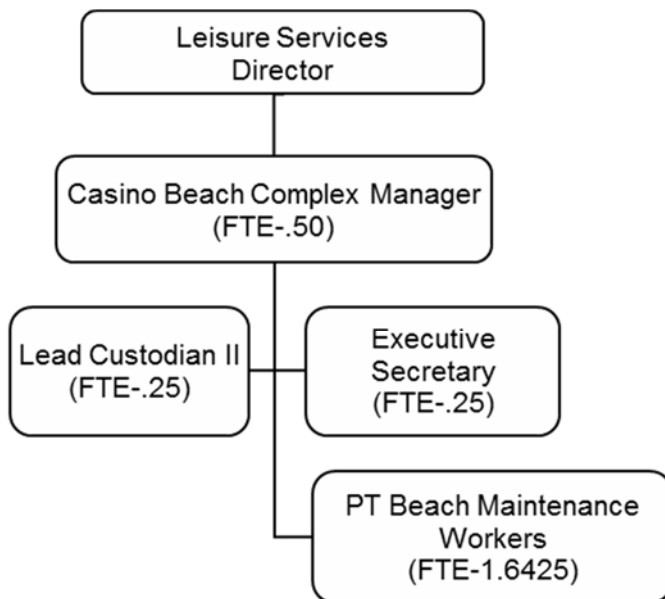 Leisure Services
Director
Casino Beach Complex Manager
(FTE-.50)
Lead Custodian II
(FTE-.25)
Executive
Secretary
(FTE-.25)
PT Beach Maintenance
Workers
(FTE-1.6425)